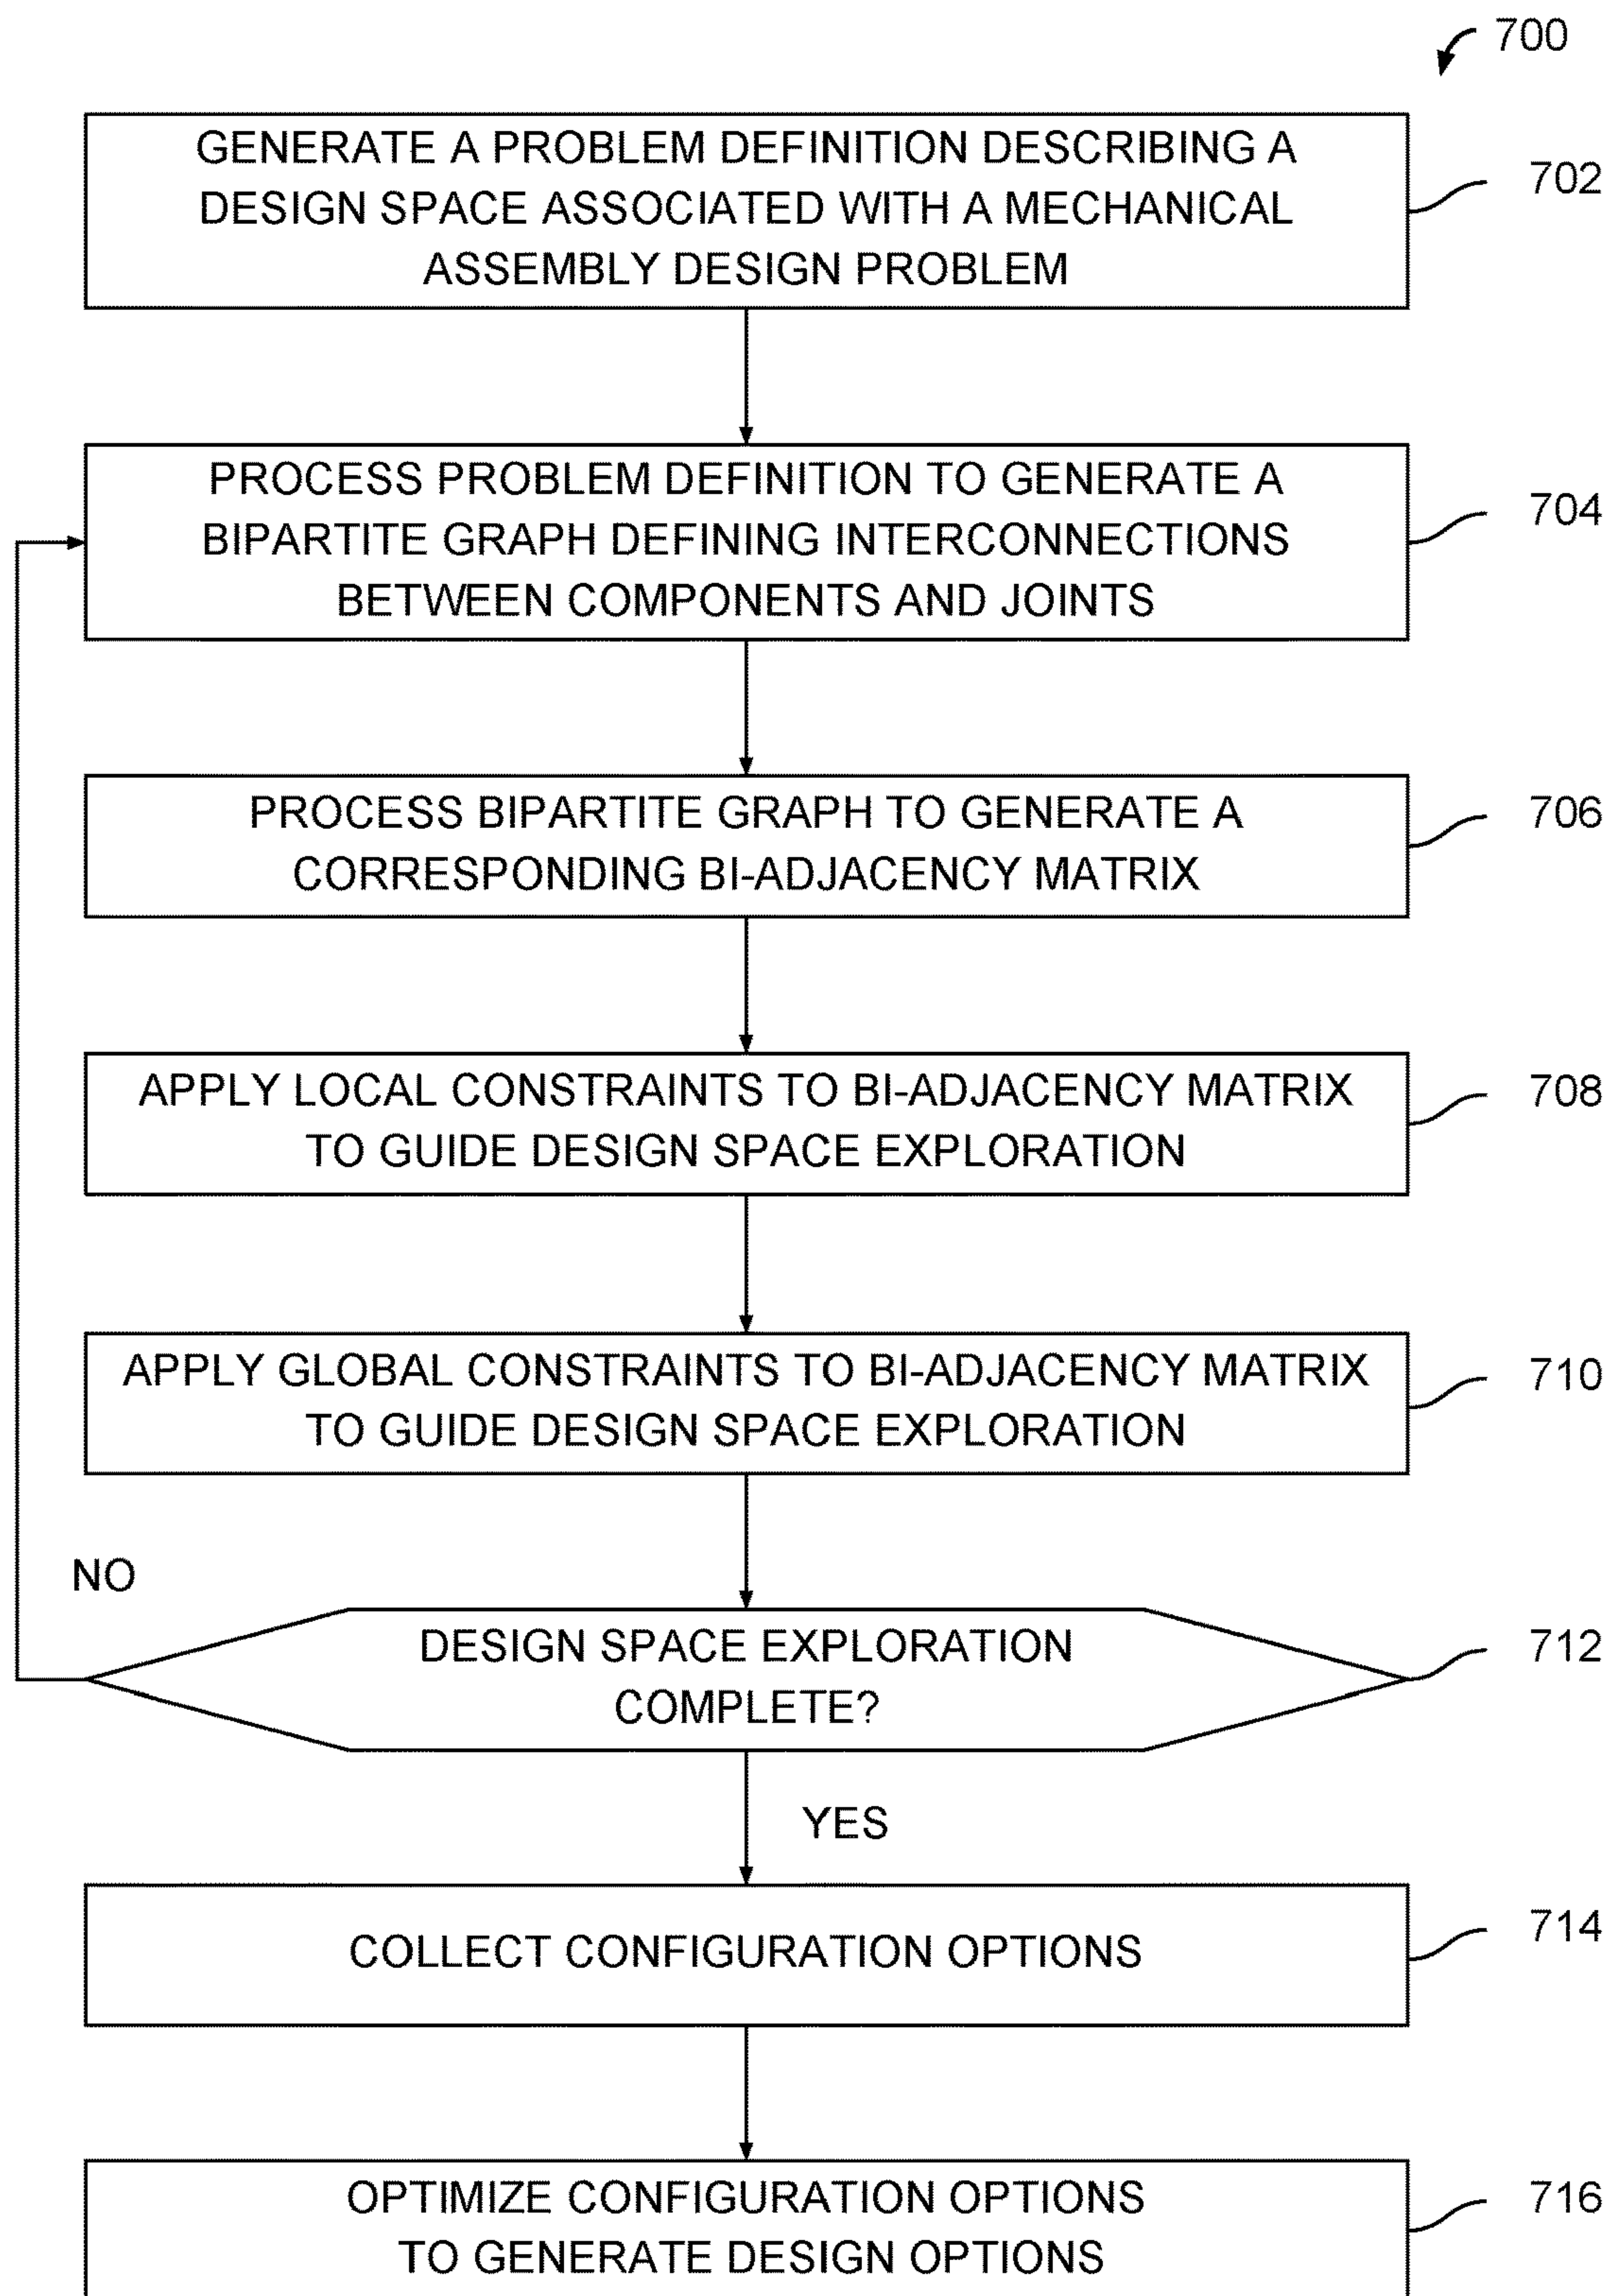 700
GENERATE A PROBLEM DEFINITION DESCRIBING A
DESIGN SPACE ASSOCIATED WITH A MECHANICAL
ASSEMBLY DESIGN PROBLEM
702
PROCESS PROBLEM DEFINITION TO GENERATE A
BIPARTITE GRAPH DEFINING INTERCONNECTIONS
BETWEEN COMPONENTS AND JOINTS
704
PROCESS BIPARTITE GRAPH TO GENERATE A
CORRESPONDING BI-ADJACENCY MATRIX
706
APPLY LOCAL CONSTRAINTS TO BI-ADJACENCY MATRIX
TO GUIDE DESIGN SPACE EXPLORATION
708
APPLY GLOBAL CONSTRAINTS TO BI-ADJACENCY MATRIX
TO GUIDE DESIGN SPACE EXPLORATION
710
NO
DESIGN SPACE EXPLORATION
COMPLETE?
712
YES
COLLECT CONFIGURATION OPTIONS
714
OPTIMIZE CONFIGURATION OPTIONS
TO GENERATE DESIGN OPTIONS
716